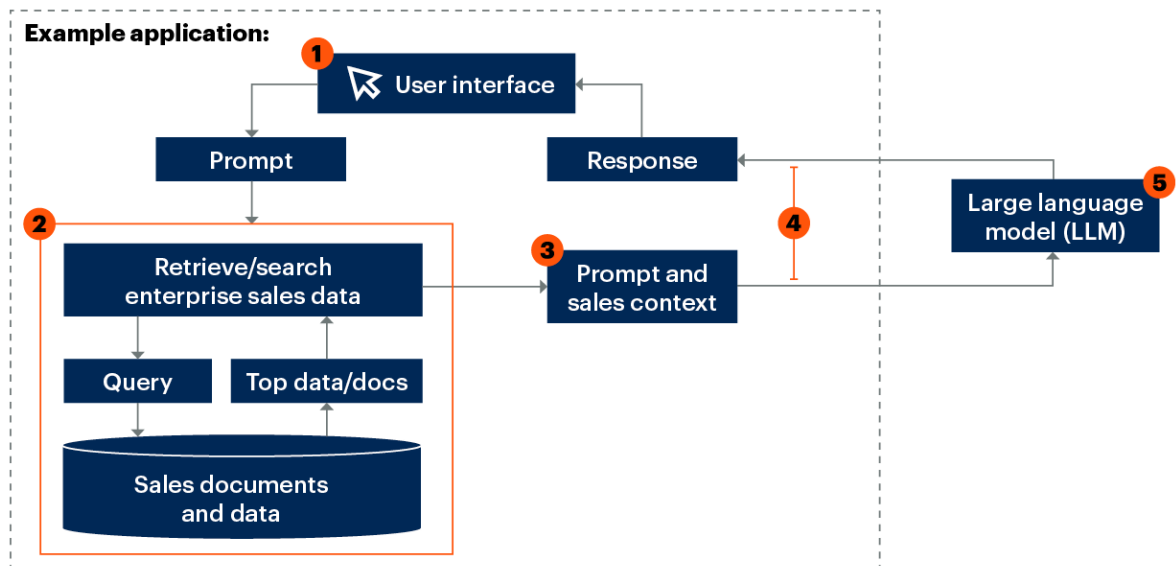 Example application:
1
User interface
Prompt
Response
5
Large language
model (LLM)
2
4
3
Retrieve/search
enterprise sales data
Prompt and
sales context
Query
Top data/docs
Sales documents
and data